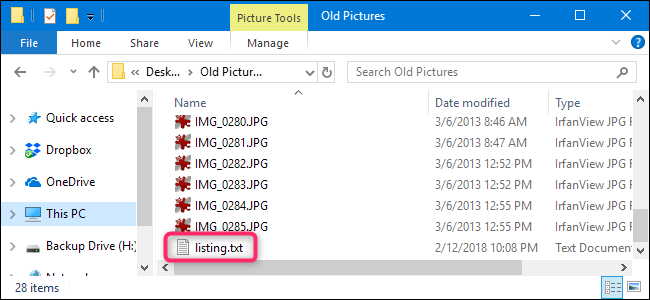 Picture Tools
Old Pictures
File
Home
Share
View
Manage
«
Desk...
Old Pictur...
Search Old Pictures
Name
Date modified
Type
Quick access
Dropbox
OneDrive
This PC
Backup Drive (H:)
IMG_0280.JPG 3/6/2013 8:46 AM IrfanView JPG F
IMG_0281.JPG 3/6/2013 8:47 AM IrfanView JPG F
IMG_0282.JPG 3/6/2013 12:52 PM IrfanView JPG F
IMG_0283.JPG 3/6/2013 12:52 PM IrfanView JPG F
IMG_0284.JPG 3/6/2013 12:55 PM IrfanView JPG F
IMG_0285.JPG 3/6/2013 12:55 PM IrfanView JPG F
listing.txt 2/12/2018 10:08 PM Text Documen
28 items